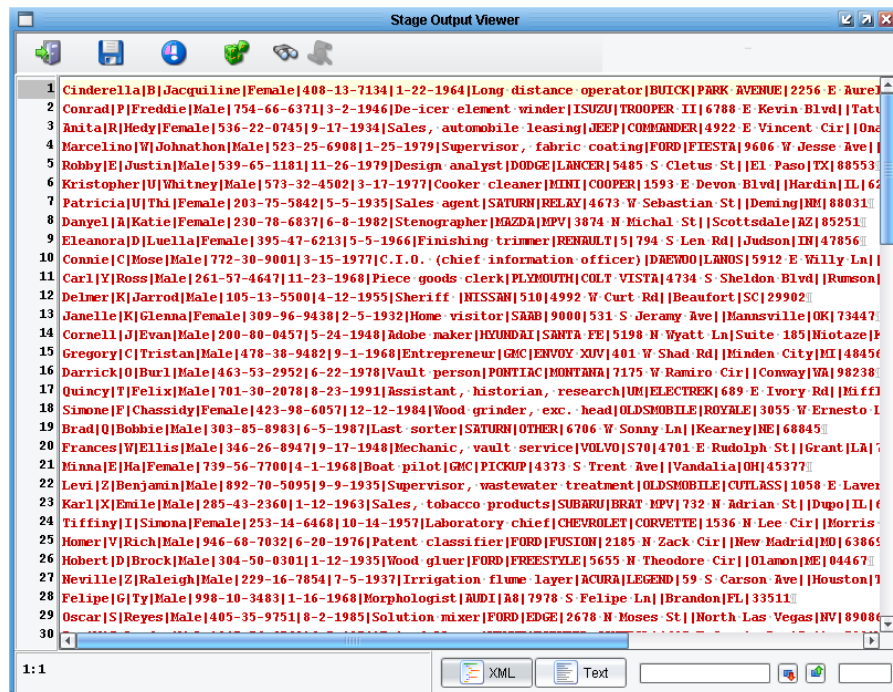 Stage Output Viewer
1 Cinderella|B|Jacquiline|Female|408-13-7134|1-22-1964|Long distance operator|BUICK|PARK AVENUE|2256 E Aurel
2 Conrad|P|Freddie|Male|754-66-6371|3-2-1946|De-icer element winder|ISUZU|TROOPER II|6788 E Kevin Blvd||Tatu
3 Anita|R|Hedy|Female|536-22-0745|9-17-1934|Sales, automobile leasing|JEEP|COMMANDER|4922 E Vincent Cir||Ona
4 Marcelino|W|Johnathon|Male|523-25-6908|1-25-1979|Supervisor, fabric coating|FORD|FIESTA|9606 W Jesse Ave||
5 Robby|E|Justin|Male|539-65-1181|11-26-1979|Design analyst|DODGE|LANCER|5485 S Cletus St||El Paso|TX|88553
6 Kristopher|U|Whitney|Male|573-32-4502|3-17-1977|Cooker cleaner|MINI|COOPER|1593 E Devon Blvd||Hardin|IL|62
7 Patricia|U|Thi|Female|203-75-5842|5-5-1935|Sales agent|SATURN|RELAY|4673 W Sebastian St||Deming|NM|88031
8 Danyel|A|Katie|Female|230-78-6837|6-8-1982|Stenographer|MAZDA|MPV|3874 N Michal St||Scottsdale|AZ|85251
9 Eleanora|D|Luella|Female|395-47-6213|5-5-1966|Finishing trimmer|RENAULT|5|794 S Len Rd||Judson|IN|47856
10 Connie|C|Mose|Male|772-30-9001|3-15-1977|C.I.O. (chief information officer)|DAEWOO|LANOS|5912 E Willy Ln||
11 Carl|Y|Ross|Male|261-57-4647|11-23-1968|Piece goods clerk|PLYMOUTH|COLT VISTA|4734 S Sheldon Blvd||Rumson|
12 Delmer|K|Jarrod|Male|105-13-5500|4-12-1955|Sheriff |NISSAN|510|4992 W Curt Rd||Beaufort|SC|29902
13 Janelle|K|Glenna|Female|309-96-9438|2-5-1932|Home visitor|SAAB|9000|531 S Jeramy Ave||Mannsville|OK|73447
14 Cornell|J|Evan|Male|200-80-0457|5-24-1948|Adobe maker|HYUNDAI|SANTA FE|5198 N Wyatt Ln|Suite 185|Niotaze|K
15 Gregory|C|Tristan|Male|478-38-9482|9-1-1968|Entrepreneur|GMC|ENVOY XUV|401 W Shad Rd||Minden City|MI|48456
16 Darrick|O|Burl|Male|463-53-2952|6-22-1978|Vault person|PONTIAC|MONTANA|7175 W Ramiro Cir||Conway|WA|98238
17 Quincy|T|Felix|Male|701-30-2078|8-23-1991|Assistant, historian, research|UM|ELECTREK|689 E Ivory Rd||Miffl
18 Simone|F|Chassidy|Female|423-98-6057|12-12-1984|Wood grinder, exc. head|OLDSMOBILE|ROYALE|3055 W Ernesto L
19 Brad|Q|Bobbie|Male|303-85-8983|6-5-1987|Last sorter|SATURN|OTHER|6706 W Sonny Ln||Kearney|NE|68845
20 Frances|W|Ellis|Male|346-26-8947|9-17-1948|Mechanic, vault service|VOLVO|S70|4701 E Rudolph St||Grant|LA|7
21 Minna|E|Ha|Female|739-56-7700|4-1-1968|Boat pilot|GMC|PICKUP|4373 S Trent Ave||Vandalia|OH|45377
22 Levi|Z|Benjamin|Male|892-70-5095|9-9-1935|Supervisor, wastewater treatment|OLDSMOBILE|CUTLASS|1058 E Laver
23 Karl|X|Emile|Male|285-43-2360|1-12-1963|Sales, tobacco products|SUBARU|BRAT MPV|732 N Adrian St||Dupo|IL|6
24 Tiffiny|I|Simona|Female|253-14-6468|10-14-1957|Laboratory chief|CHEVROLET|CORVETTE|1536 N Lee Cir||Morris
25 Homer|V|Rich|Male|946-68-7032|6-20-1976|Patent classifier|FORD|FUSION|2185 N Zack Cir||New Madrid|MO|63869
26 Hobert|D|Brock|Male|304-50-0301|1-12-1935|Wood gluer|FORD|FREESTYLE|5655 N Theodore Cir||Olamon|ME|04467
27 Neville|Z|Raleigh|Male|229-16-7854|7-5-1937|Irrigation flume layer|ACURA|LEGEND|59 S Carson Ave||Houston|T
28 Felipe|G|Ty|Male|998-10-3483|1-16-1968|Morphologist|AUDI|A8|7978 S Felipe Ln||Brandon|FL|33511
29 Oscar|S|Reyes|Male|405-35-9751|8-2-1985|Solution mixer|FORD|EDGE|2678 N Moses St||North Las Vegas|NV|89086
30
1:1
XML
Text